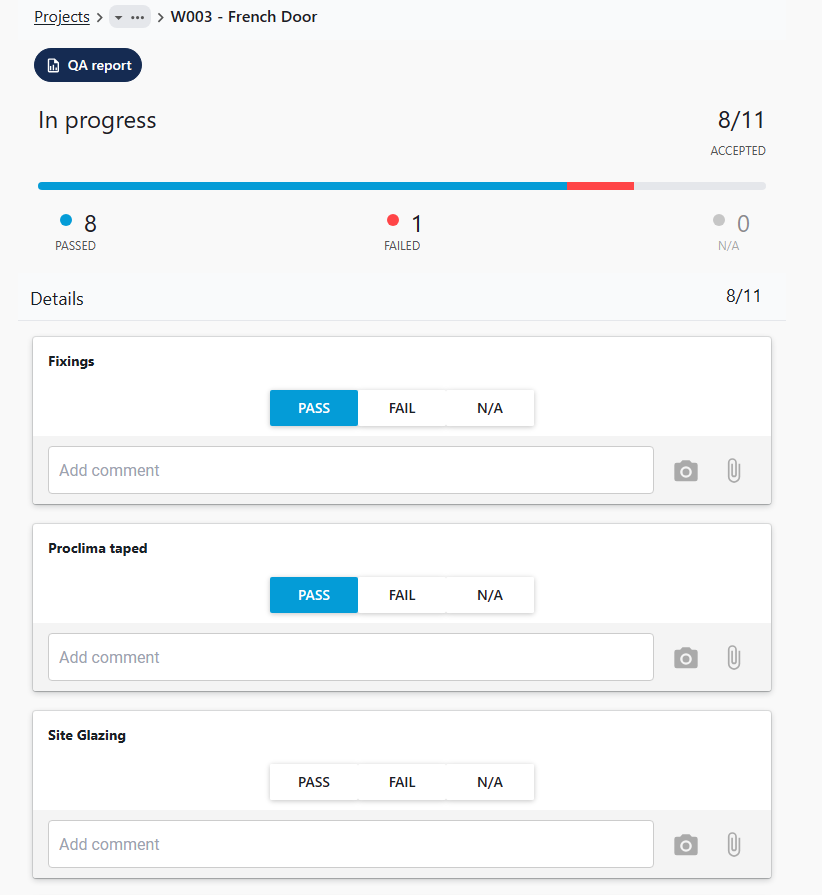 Projects > ... > W003 - French Door
QA report
In progress
8/11
ACCEPTED
8
PASSED
1
FAILED
0
N/A
Details
8/11
Fixings
PASS FAIL N/A
Add comment
Proclima taped
PASS FAIL N/A
Add comment
Site Glazing
PASS FAIL N/A
Add comment